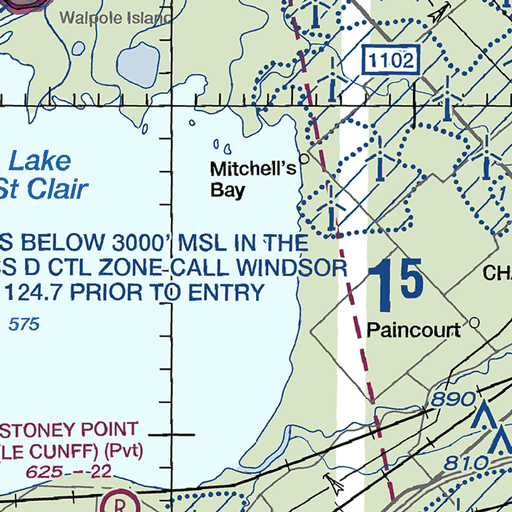 Walpole Island
1102
Lake
St Clair
Mitchell's
Bay
S BELOW 3000' MSL IN THE
SS D CTL ZONE CALL WINDSOR
124.7 PRIOR TO ENTRY
15
CHA
575
Paincourt
890
STONEY POINT
(LE CUNFF) (Pvt)
625 - - 22
810
R
1